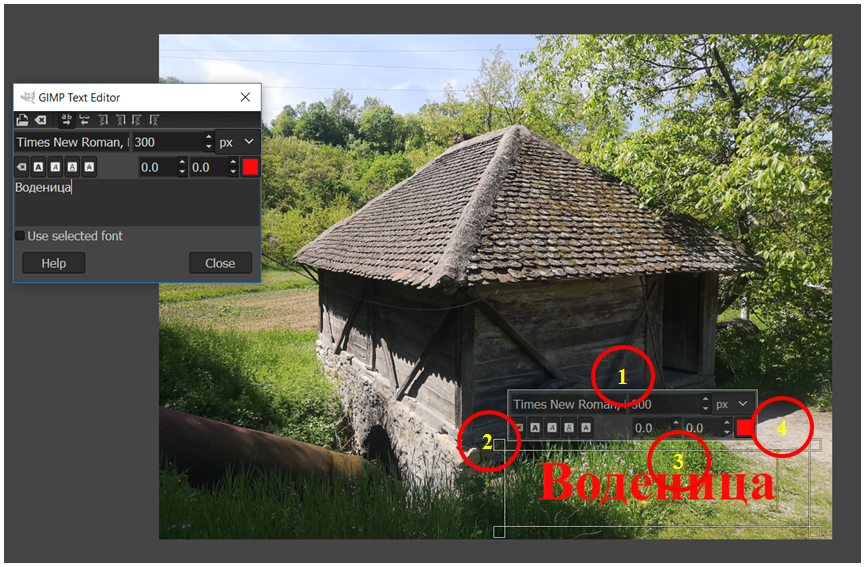 GIMP Text Editor
Times New Roman, 300 px
0.0 0.0
Воденица
Use selected font
Help Close
1
Times New Roman, 300 px
2 0.0 0.0 4
3
Воденица